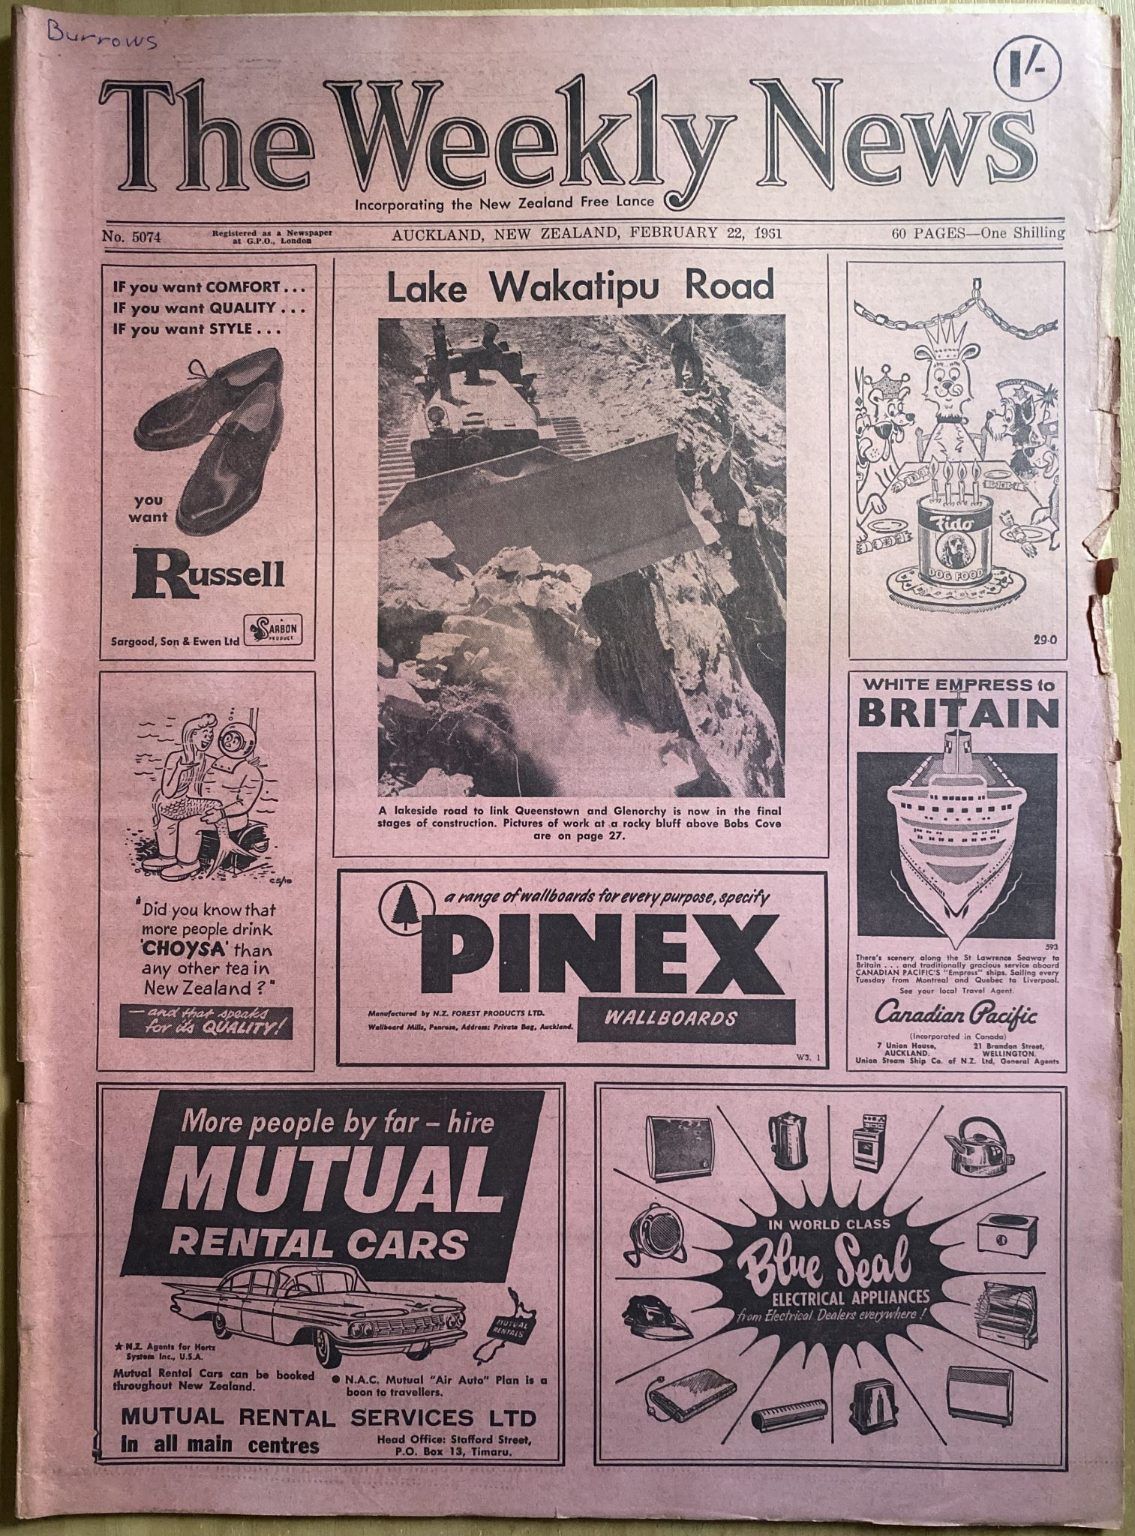 Burrows
1/-
The Weekly News
Incorporating the New Zealand Free Lance
No. 5074
Registered as a Newspaper
at G.P.O., London
AUCKLAND, NEW ZEALAND, FEBRUARY 22, 1951
60 PAGES—One Shilling
IF you want COMFORT...
IF you want QUALITY...
IF you want STYLE...
you
want
Russell
Sargood, Son & Ewen Ltd
SARBON
PRODUCT
Lake Wakatipu Road
A lakeside road to link Queenstown and Glenorchy is now in the final
stages of construction. Pictures of work at a rocky bluff above Bobs Cove
are on page 27.
Fido
DOG FOOD
29-0
"Did you know that
more people drink
'CHOYSA' than
any other tea in
New Zealand?"
— and that speaks
for its QUALITY!
a range of wallboards for every purpose, specify
PINEX
WALLBOARDS
Manufactured by N.Z. FOREST PRODUCTS LTD.
Wallboard Mills, Penrose, Address: Private Bag, Auckland.
W3. 1
WHITE EMPRESS to
BRITAIN
593
There's scenery along the St Lawrence Seaway to
Britain . . . and traditionally gracious service aboard
CANADIAN PACIFIC'S "Empress" ships. Sailing every
Tuesday from Montreal and Quebec to Liverpool.
See your local Travel Agent.
Canadian Pacific
(Incorporated in Canada)
7 Union House, 21 Brandon Street,
AUCKLAND. WELLINGTON.
Union Steam Ship Co. of N.Z. Ltd, General Agents
More people by far – hire
MUTUAL
RENTAL CARS
MUTUAL
RENTALS
★ N.Z. Agents for Hertz
System Inc., U.S.A.
Mutual Rental Cars can be booked
throughout New Zealand.
● N.A.C. Mutual "Air Auto" Plan is a
boon to travellers.
MUTUAL RENTAL SERVICES LTD
In all main centres
Head Office: Stafford Street,
P.O. Box 13, Timaru.
IN WORLD CLASS
Blue Seal
ELECTRICAL APPLIANCES
from Electrical Dealers everywhere!